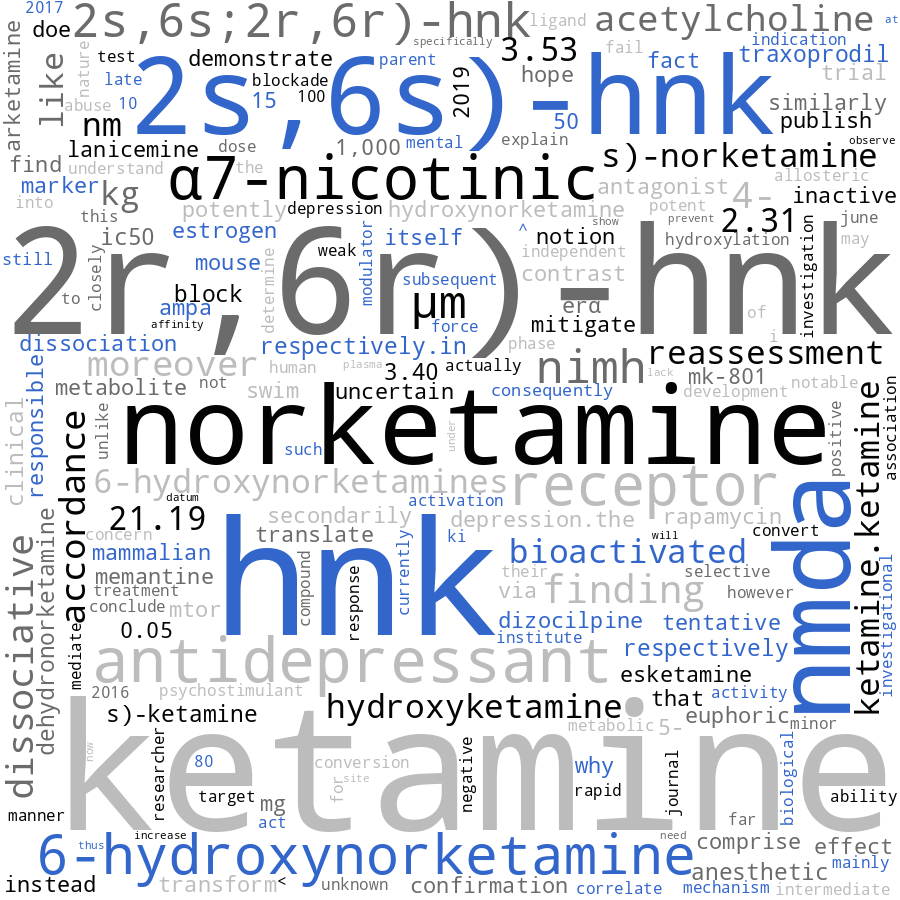 2017
doe
2s,6s;2r,6r)-hnk
ligand
acetylcholine
at
specifically
arketamine
nature
like
test
demonstrate
parent
3.53
fail
indication
traxoprodil
late
blockade
hope
fact
trial
abuse
10
2s,6s)-hnk
15
100
2019
50
similarly
nm
publish
lanicemine
dose
1,000
mental
explain
observe
find
understand
the
α7-nicotinic
s)-norketamine
marker
kg
antagonist
4-
allosteric
inactive
into
this
potently
depression
hydroxynorketamine
potent
prevent
2.31
june
ic50
estrogen
itself
^
show
notion
hydroxylation
may
still
closely
mouse
weak
modulator
independent
investigation
to
2r,6r)-hnk
determine
subsequent
contrast
block
μm
erα
ampa
of
affinity
force
mitigate
i
dissociation
respectively.in
phase
reassessment
moreover
human
plasma
3.40
actually
nimh
lack
mk-801
notable
responsible
metabolite
not
swim
uncertain
consequently
development
clinical
accordance
unlike
norketamine
such
under
positive
ketamine.ketamine
association
6-hydroxynorketamines
receptor
datum
activation
nmda
21.19
secondarily
depression.the
rapamycin
concern
translate
ki
will
convert
mammalian
hnk
currently
bioactivated
dissociative
dehydronorketamine
memantine
compound
response
their
selective
treatment
via
finding
however
investigational
conclude
mtor
0.05
dizocilpine
tentative
institute
mediate
antidepressant
respectively
esketamine
2016
psychostimulant
that
activity
s)-ketamine
hydroxyketamine
metabolic
5-
euphoric
minor
ketamine
now
researcher
conversion
negative
why
journal
biological
80
for
site
rapid
target
mg
ability
manner
act
far
increase
need
thus
6-hydroxynorketamine
comprise
effect
anesthetic
mainly
instead
transform
<
unknown
confirmation
correlate
mechanism
intermediate